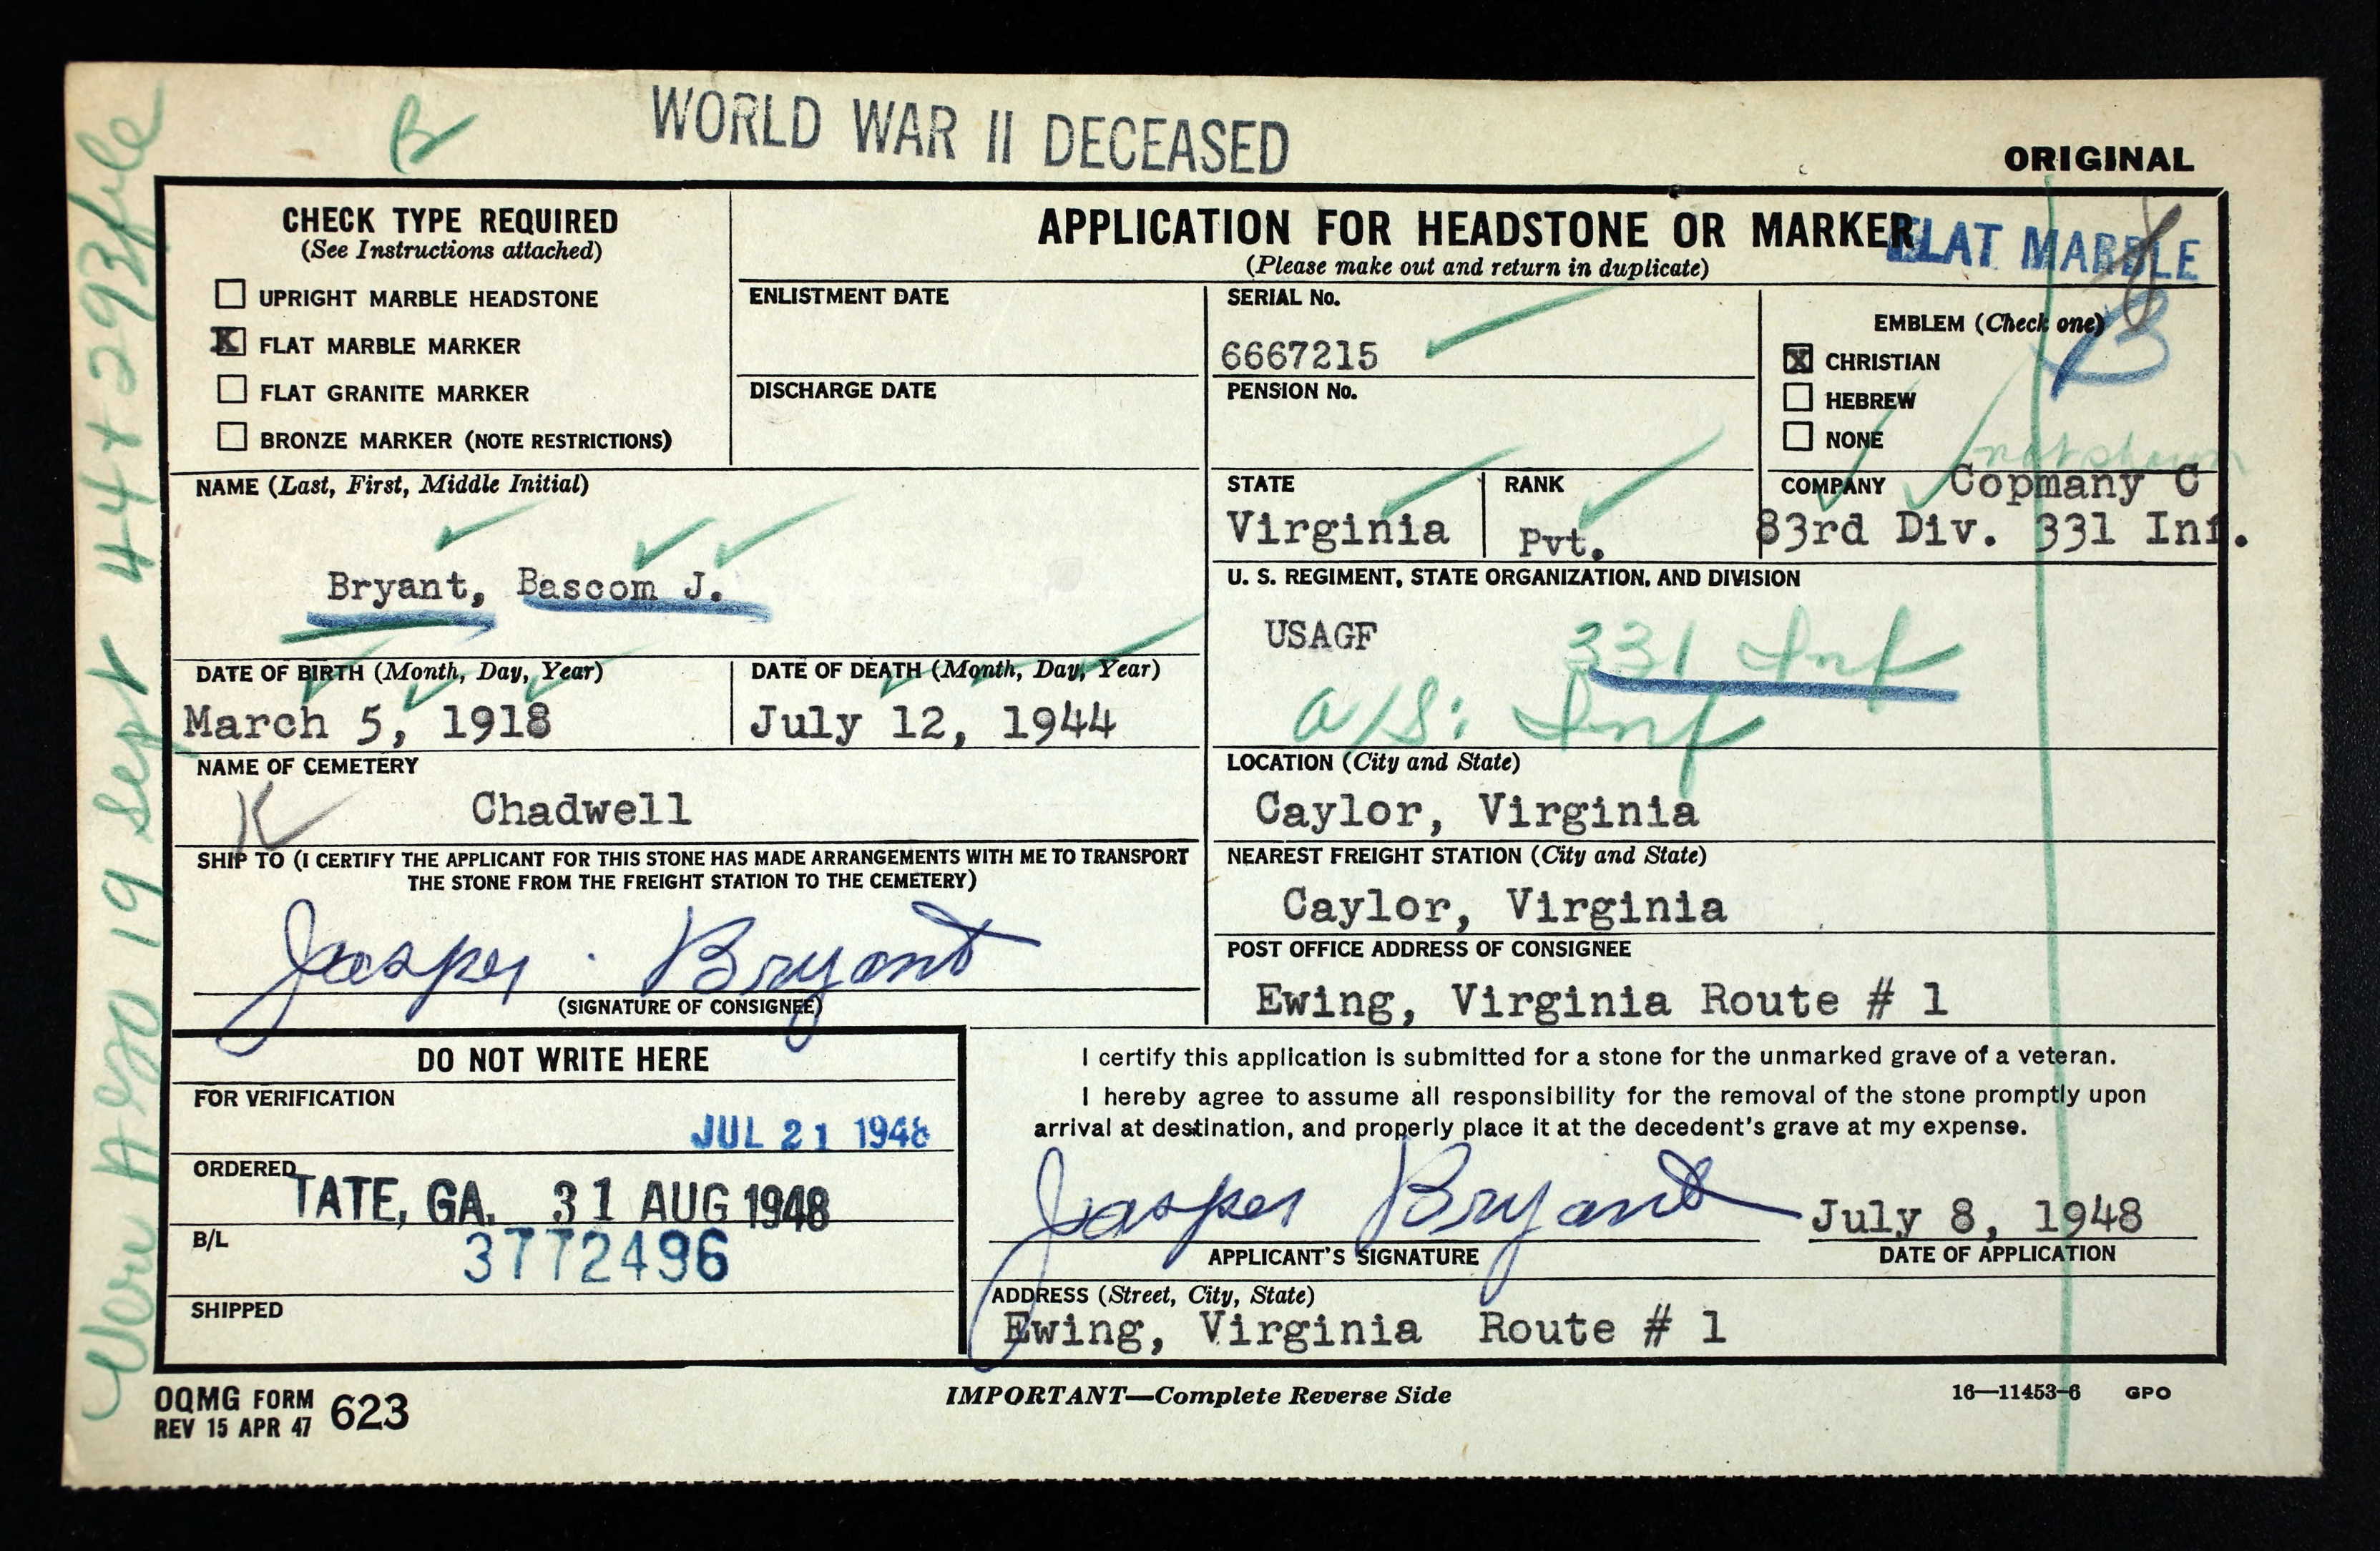 WORLD WAR II DECEASED
ORIGINAL
CHECK TYPE REQUIRED
(See Instructions attached)
UPRIGHT MARBLE HEADSTONE
X FLAT MARBLE MARKER
FLAT GRANITE MARKER
BRONZE MARKER (NOTE RESTRICTIONS)
APPLICATION FOR HEADSTONE OR MARKER
FLAT MARBLE
(Please make out and return in duplicate)
ENLISTMENT DATE
DISCHARGE DATE
SERIAL No.
6667215
PENSION No.
EMBLEM (Check one)
B
X CHRISTIAN
HEBREW
NONE
not shown
NAME (Last, First, Middle Initial)
Bryant, Bascom J.
STATE
Virginia
RANK
Pvt.
COMPANY Copmany C
83rd Div. 331 Inf.
U. S. REGIMENT, STATE ORGANIZATION, AND DIVISION
USAGF 331 Inf
A/S: Inf
DATE OF BIRTH (Month, Day, Year)
March 5, 1918
DATE OF DEATH (Month, Day, Year)
July 12, 1944
NAME OF CEMETERY
Chadwell
LOCATION (City and State)
Caylor, Virginia
SHIP TO (I CERTIFY THE APPLICANT FOR THIS STONE HAS MADE ARRANGEMENTS WITH ME TO TRANSPORT
THE STONE FROM THE FREIGHT STATION TO THE CEMETERY)
Jasper Bryant
(SIGNATURE OF CONSIGNEE)
NEAREST FREIGHT STATION (City and State)
Caylor, Virginia
POST OFFICE ADDRESS OF CONSIGNEE
Ewing, Virginia Route # 1
DO NOT WRITE HERE
FOR VERIFICATION
JUL 21 1948
ORDERED
TATE, GA. 31 AUG 1948
B/L
3772496
SHIPPED
I certify this application is submitted for a stone for the unmarked grave of a veteran.
I hereby agree to assume all responsibility for the removal of the stone promptly upon
arrival at destination, and properly place it at the decedent's grave at my expense.
Jasper Bryant
APPLICANT'S SIGNATURE
July 8, 1948
DATE OF APPLICATION
ADDRESS (Street, City, State)
Ewing, Virginia Route # 1
OQMG FORM 623
REV 15 APR 47
IMPORTANT—Complete Reverse Side
16—11453-6 GPO
19 Sept 44 + 293 file